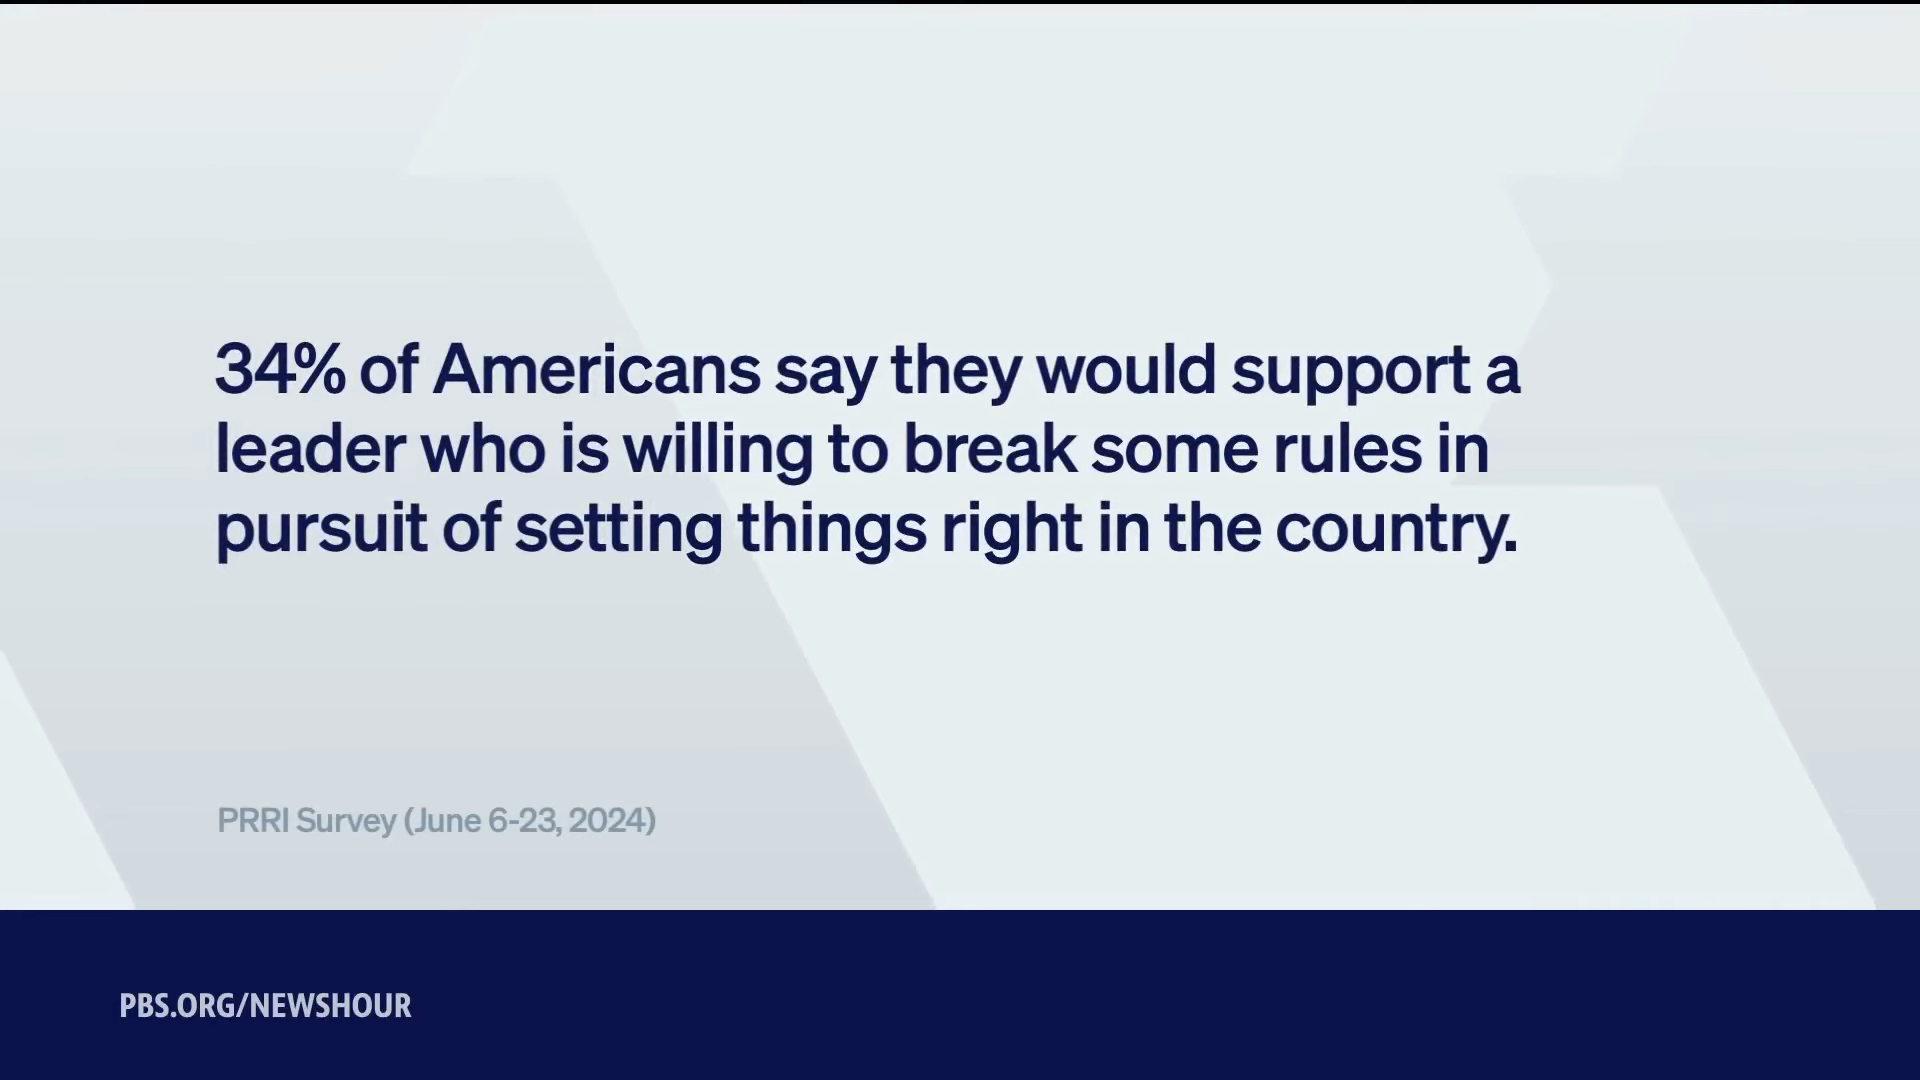 34% of Americans say they would support a
leader who is willing to break some rules in
pursuit of setting things right in the country.
PRRI Survey (June 6-23, 2024)
PBS.ORG/NEWSHOUR